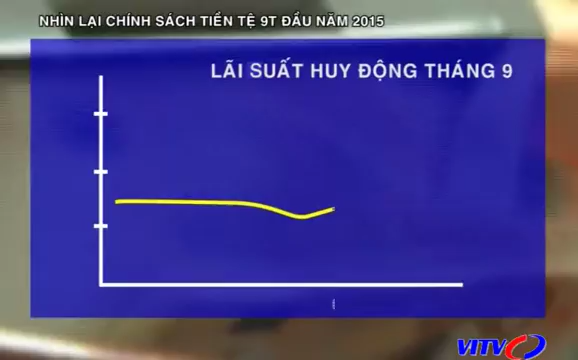 NHÌN LẠI CHÍNH SÁCH TIỀN TỆ 9T ĐẦU NĂM 2015
LÃI SUẤT HUY ĐỘNG THÁNG 9
VITV